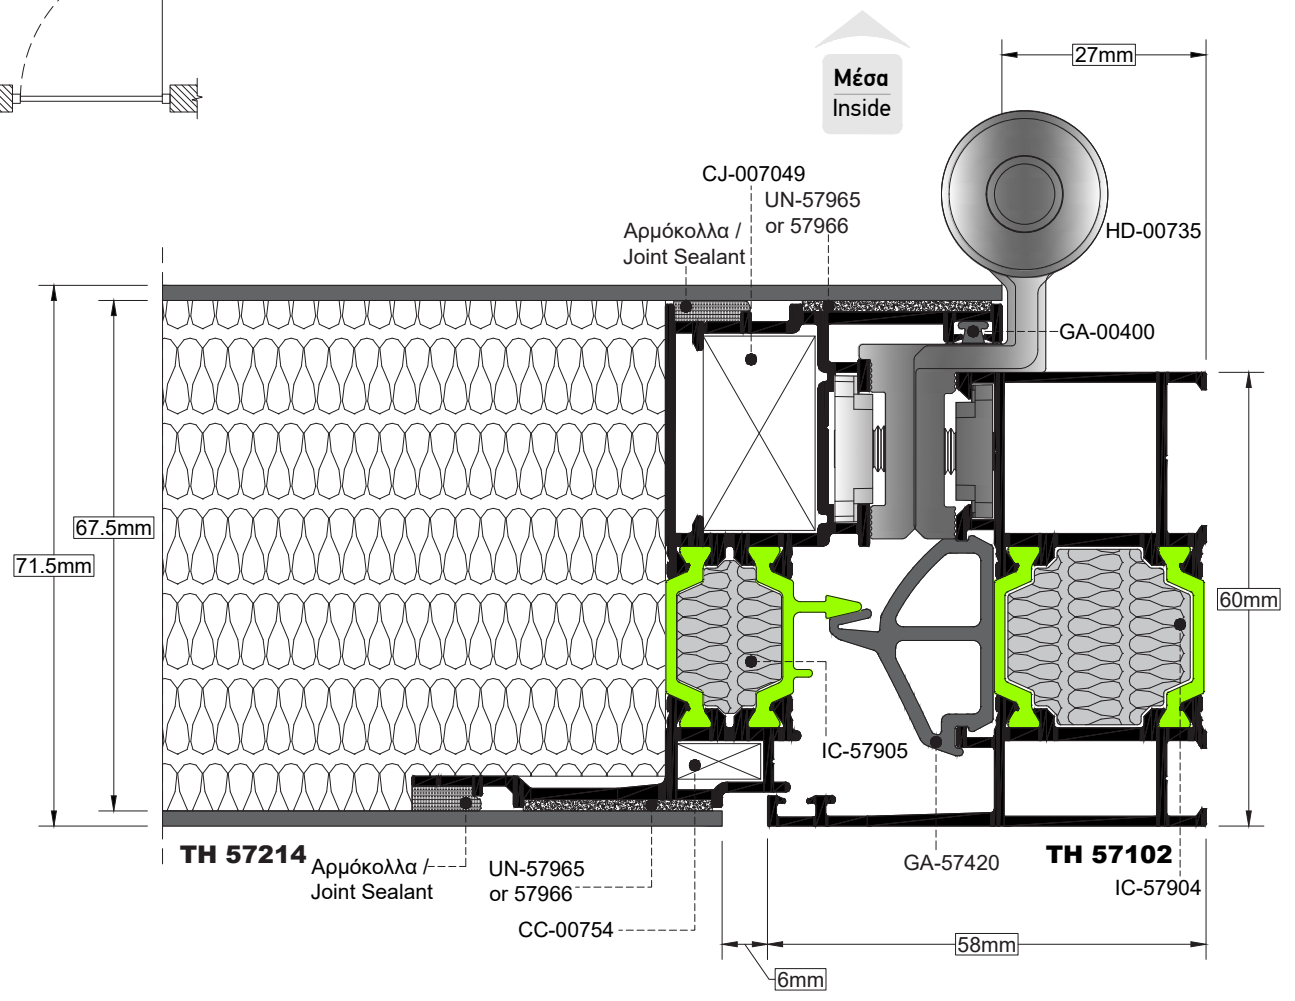 27mm
Μέσα
Inside
CJ-007049
UN-57965
or 57966
Αρμόκολλα /
Joint Sealant
HD-00735
GA-00400
67.5mm
71.5mm
60mm
IC-57905
TH 57214
Αρμόκολλα /
Joint Sealant
UN-57965
or 57966
CC-00754
GA-57420
TH 57102
IC-57904
58mm
6mm